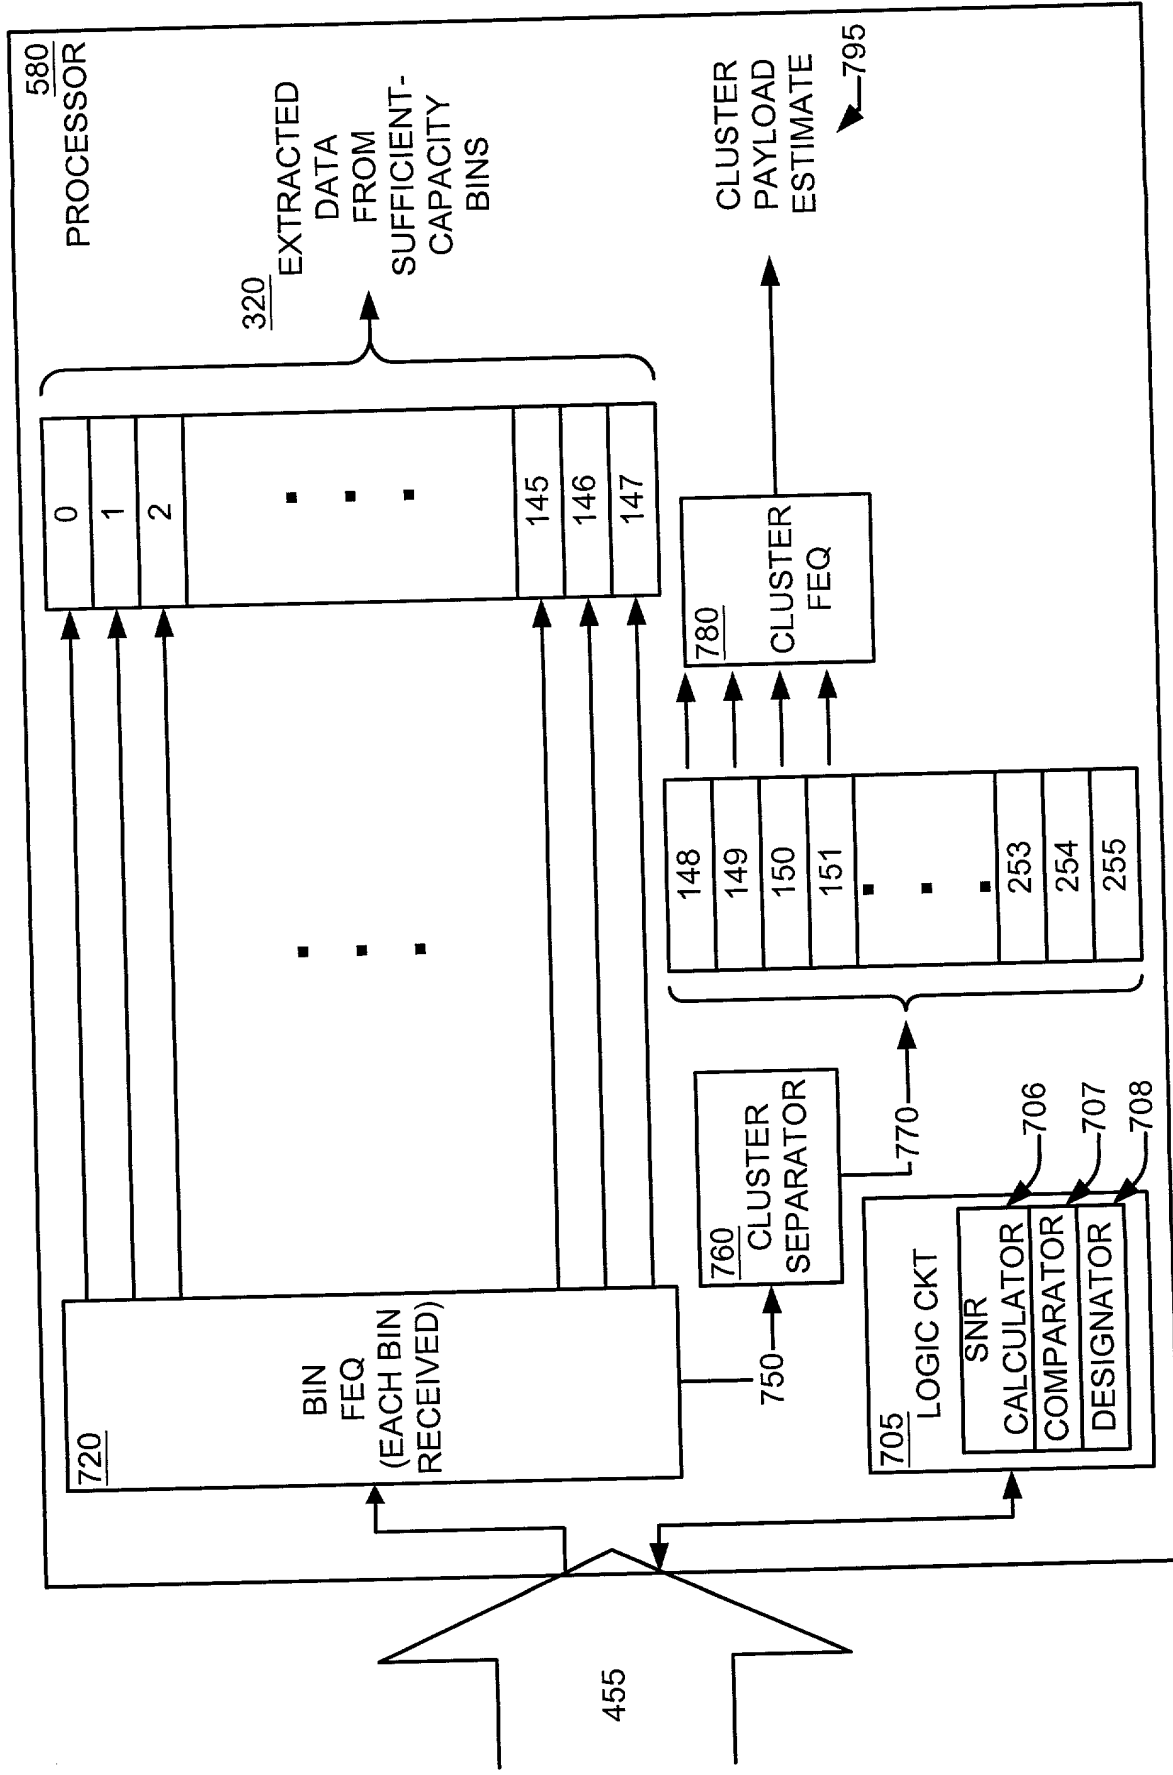 580
PROCESSOR
320
EXTRACTED
DATA
FROM
SUFFICIENT-
CAPACITY
BINS
0
1
2
145
146
147
720
BIN
FEQ
(EACH BIN
RECEIVED)
455
750
760
CLUSTER
SEPARATOR
770
148
149
150
151
253
254
255
780
CLUSTER
FEQ
CLUSTER
PAYLOAD
ESTIMATE
795
705
LOGIC CKT
SNR
CALCULATOR
COMPARATOR
DESIGNATOR
706
707
708